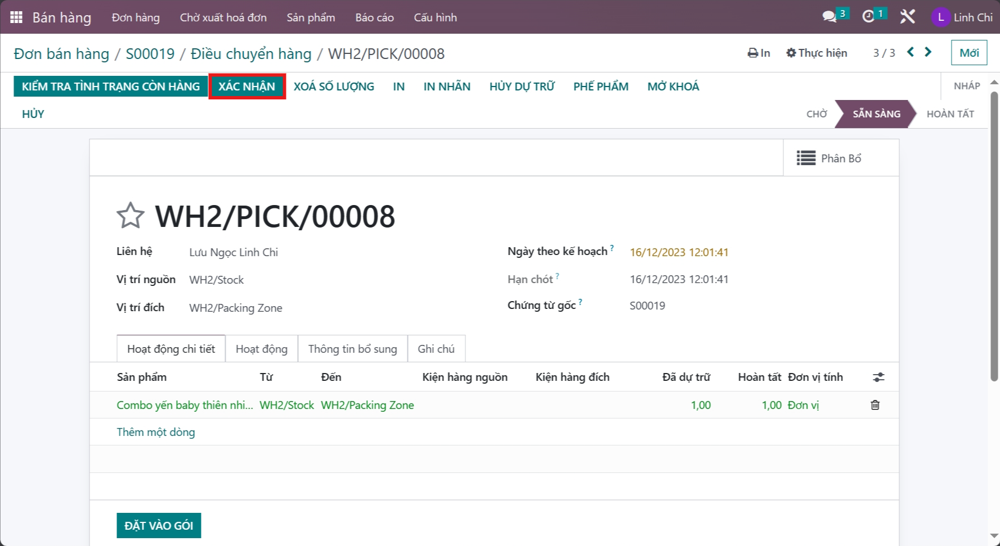 Bán hàng Đơn hàng Chờ xuất hoá đơn Sản phẩm Báo cáo Cấu hình 3 1 L Linh Chi
Đơn bán hàng / S00019 / Điều chuyển hàng / WH2/PICK/00008 In Thực hiện 3 / 3 Mới
KIỂM TRA TÌNH TRẠNG CÒN HÀNG XÁC NHẬN XOÁ SỐ LƯỢNG IN IN NHÃN HỦY DỰ TRỮ PHẾ PHẨM MỞ KHOÁ NHÁP
HỦY CHỜ SẴN SÀNG HOÀN TẤT
Phân Bổ
WH2/PICK/00008
Liên hệ Lưu Ngọc Linh Chi Ngày theo kế hoạch ? 16/12/2023 12:01:41
Vị trí nguồn WH2/Stock Hạn chót ? 16/12/2023 12:01:41
Vị trí đích WH2/Packing Zone Chứng từ gốc ? S00019
Hoạt động chi tiết Hoạt động Thông tin bổ sung Ghi chú
Sản phẩm Từ Đến Kiện hàng nguồn Kiện hàng đích Đã dự trữ Hoàn tất Đơn vị tính
Combo yến baby thiên nhi... WH2/Stock WH2/Packing Zone 1,00 1,00 Đơn vị
Thêm một dòng
ĐẶT VÀO GÓI